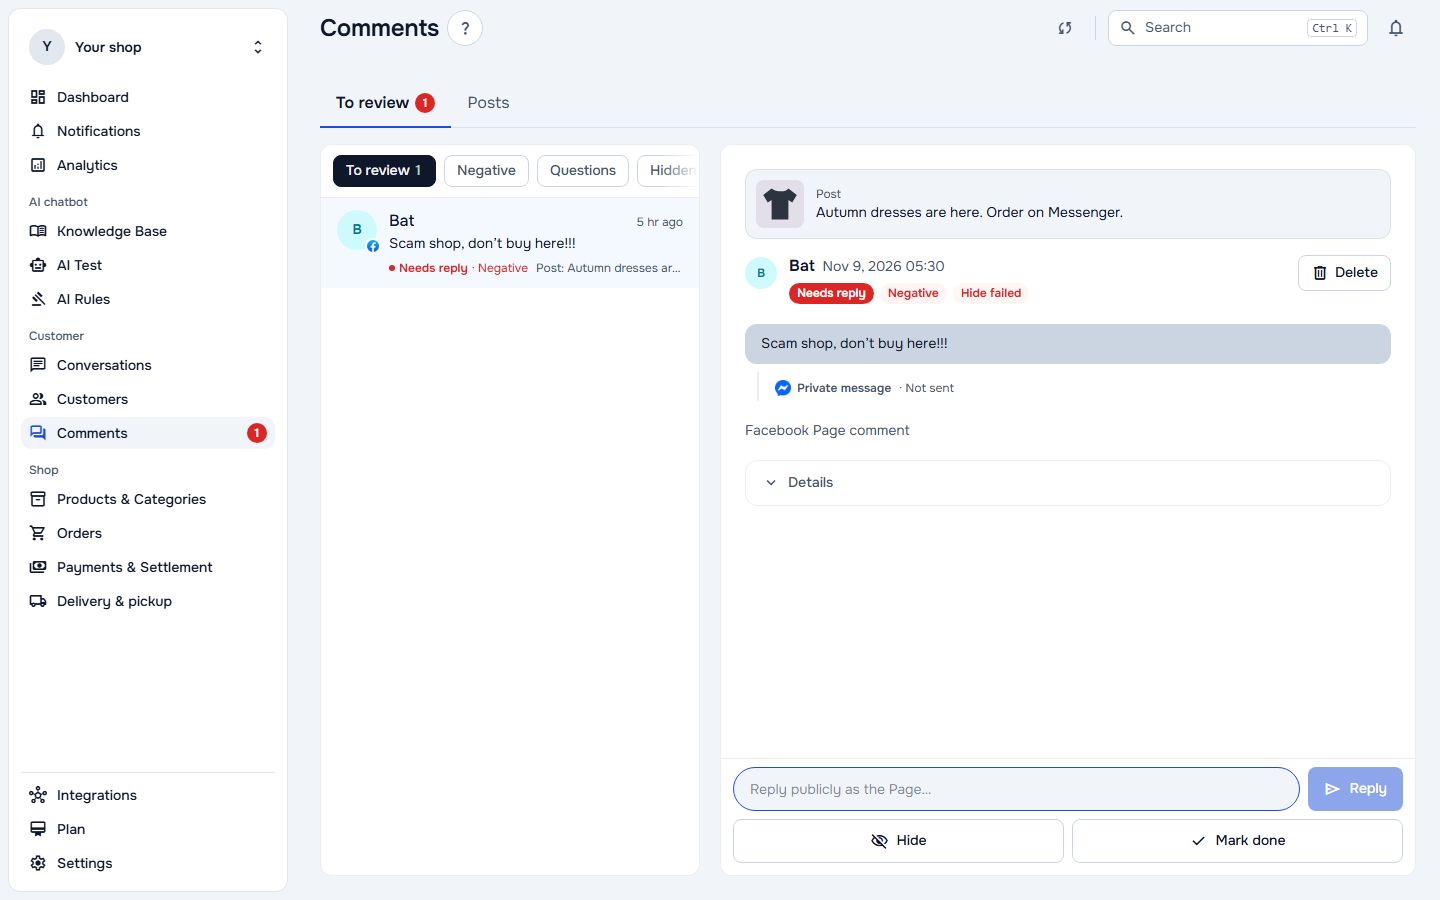 Y
Your shop
Dashboard
Notifications
Analytics
AI chatbot
Knowledge Base
AI Test
AI Rules
Customer
Conversations
Customers
Comments 1
Shop
Products & Categories
Orders
Payments & Settlement
Delivery & pickup
Integrations
Plan
Settings
Comments ?
Search Ctrl K
To review 1 Posts
To review 1 Negative Questions Hidden
B
Bat 5 hr ago
Scam shop, don’t buy here!!!
Needs reply · Negative Post: Autumn dresses ar...
Post
Autumn dresses are here. Order on Messenger.
B
Bat Nov 9, 2026 05:30
Delete
Needs reply Negative Hide failed
Scam shop, don’t buy here!!!
Private message · Not sent
Facebook Page comment
Details
Reply publicly as the Page...
Reply
Hide
Mark done